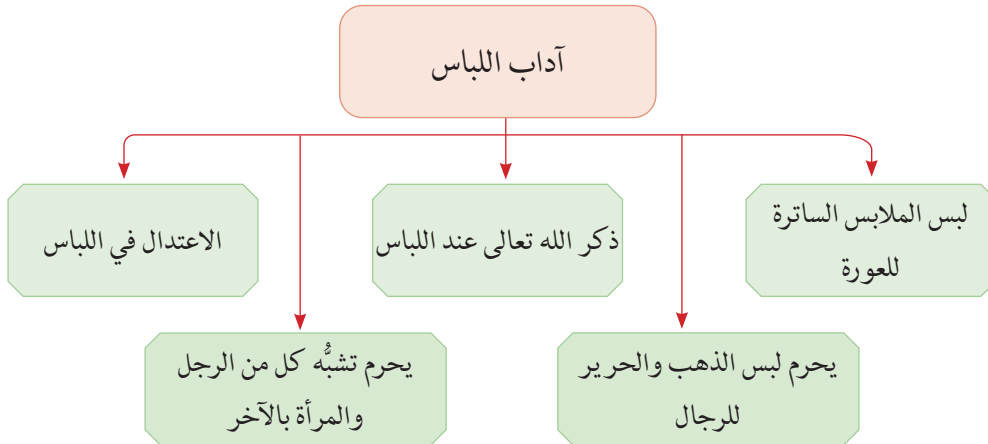 آداب اللباس
لبس الملابس الساترة
للعورة
ذكر الله تعالى عند اللباس
الاعتدال في اللباس
يحرم لبس الذهب والحرير
للرجال
يحرم تشبُّه كل من الرجل
والمرأة بالآخر